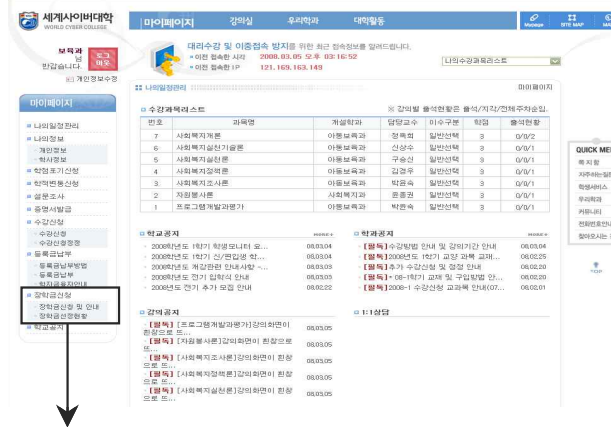 세계사이버대학
WORLD CYBER COLLEGE
마이페이지
강의실
우리학과
대학활동
Message
SITE MAP
보육과
님
반갑습니다.
로그
아웃
개인정보수정
대리수강 및 이중접속 방지를 위한 최근 접속정보를 알려드립니다.
이전 접속한 시각 2008.03.05 오후 03:16:52
이전 접속한 IP 121.169.163.149
나의수강과목리스트
마이페이지
나의일정관리
나의정보
개인정보
학사정보
학점포기신청
학적변동신청
설문조사
증명서발급
수강신청
수강신청
수강신청정정
등록금납부
등록금납부방법
등록금납부
학자금융자안내
장학금신청
장학금신청 및 안내
장학금선정현황
학교공지
나의일정관리
마이페이지
수강과목리스트
※ 강의별 출석현황은 출석/지각/전체주차순임.
번호 과목명 개설학과 담당교수 이수구분 학점 출석현황
7 사회복지개론 아동보육과 정옥희 일반선택 3 0/0/2
6 사회복지실천기술론 아동보육과 신상수 일반선택 3 0/0/1
5 사회복지실천론 아동보육과 구승신 일반선택 3 0/0/1
4 사회복지정책론 아동보육과 김경우 일반선택 3 0/0/1
3 사회복지조사론 아동보육과 박윤숙 일반선택 3 0/0/1
2 자원봉사론 사회복지과 윤종권 일반선택 3 0/0/1
1 프로그램개발과평가 아동보육과 박윤숙 일반선택 3 0/0/1
학교공지 more+
2008학년도 1학기 학생모니터 요... 08.03.04
2008학년도 1학기 신/편입생 학... 08.03.04
2008학년도 개강관련 안내사항 -... 08.03.03
2008학년도 전기 입학식 안내 08.03.03
2008년도 전기 추가 모집 안내 08.02.22
학과공지 more+
[필독]수강방법 안내 및 강의기간 안내 08.03.04
[필독]2008년도 1학기 교양 과목 교재... 08.02.25
[필독]추가 수강신청 및 정정 안내 08.02.20
[필독]+ 08-1학기 교재 및 구입방법 안... 08.02.20
[필독]2008-1 수강신청 교과목 안내(07... 08.02.01
강의공지
[필독] [프로그램개발과평가]강의화면이
흰창으로 뜨... 08.03.05
[필독] [자원봉사론]강의화면이 흰창으로
뜨... 08.03.05
[필독] [사회복지조사론]강의화면이 흰창
으로 뜨... 08.03.05
[필독] [사회복지정책론]강의화면이 흰창
으로 뜨... 08.03.05
[필독] [사회복지실천론]강의화면이 흰창
으로 뜨... 08.03.05
1:1상담
QUICK ME
쪽지함
자주하는질
학생서비스
우리학과
커뮤니티
전화번호안
찾아오시는
TOP